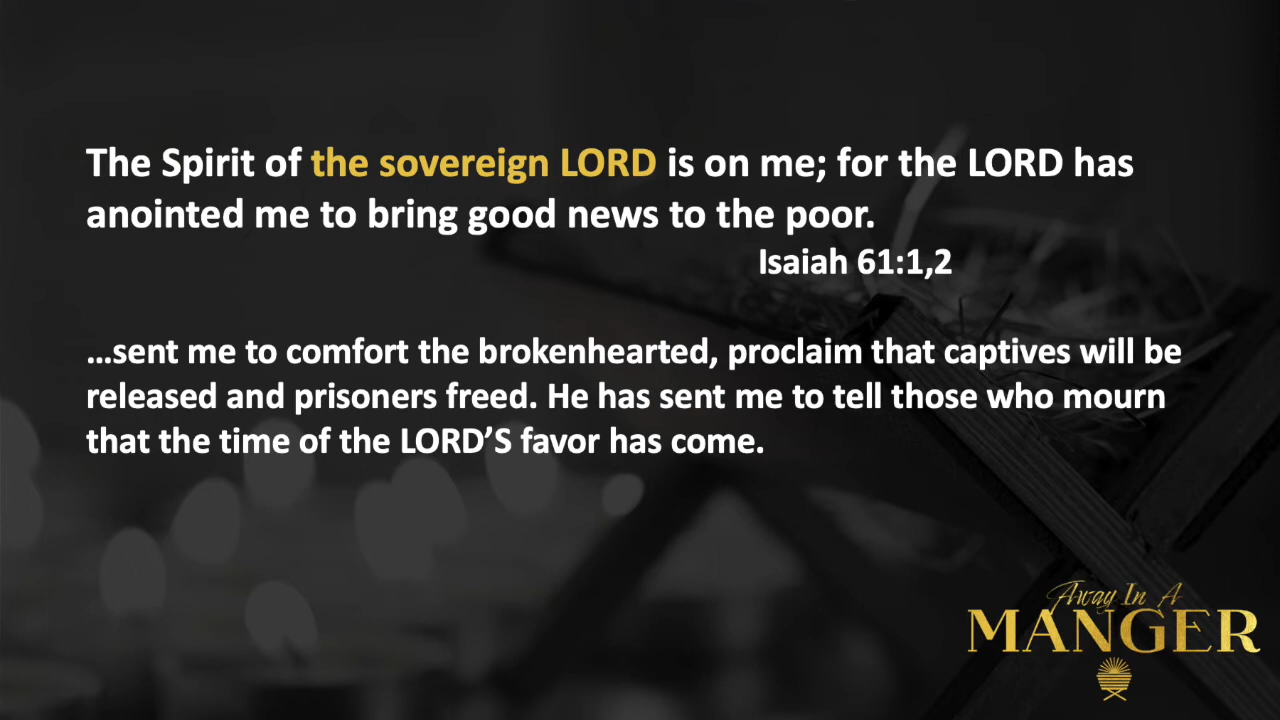 The Spirit of the sovereign LORD is on me; for the LORD has
anointed me to bring good news to the poor.
Isaiah 61:1,2
…sent me to comfort the brokenhearted, proclaim that captives will be
released and prisoners freed. He has sent me to tell those who mourn
that the time of the LORD’S favor has come.
Away In A
MANGER